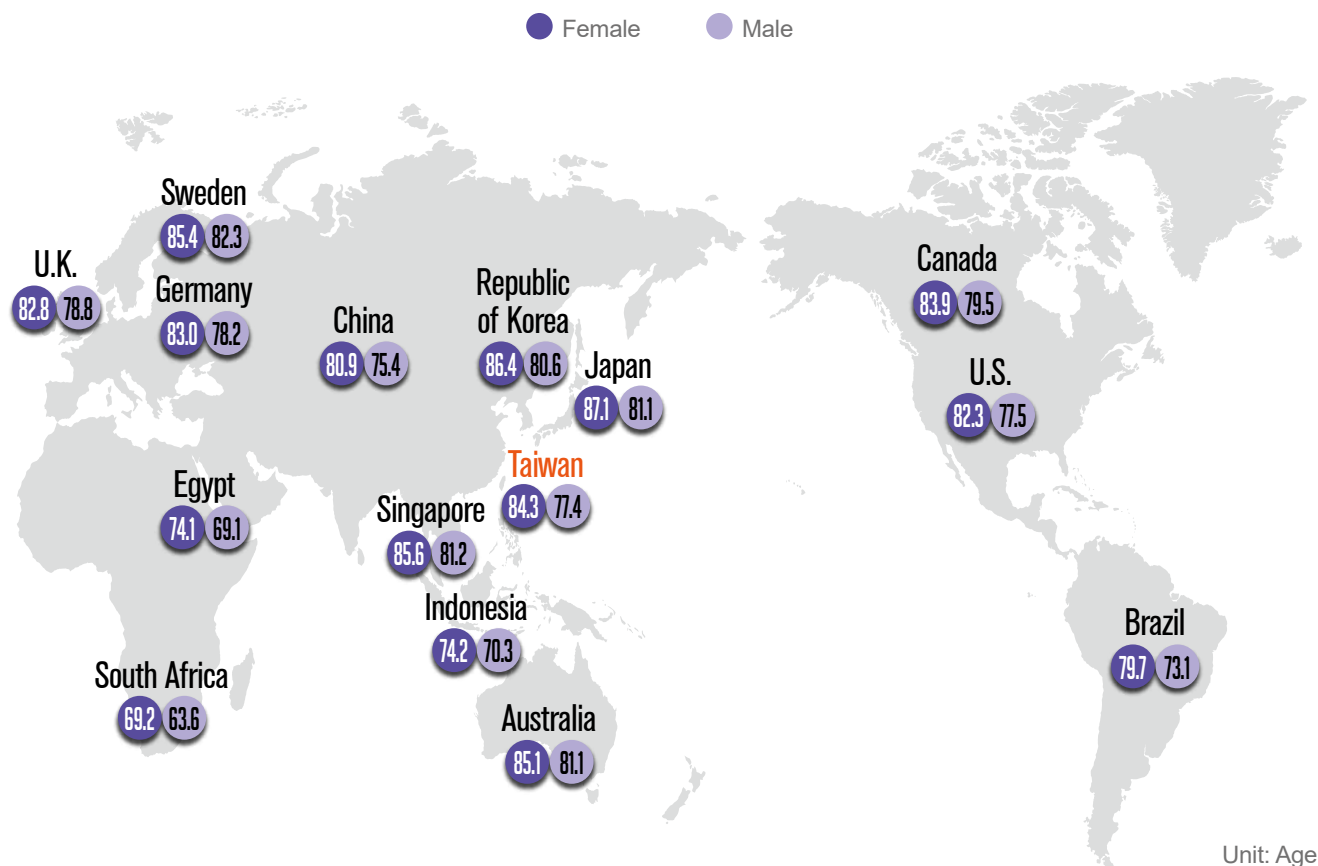 Female Male
Sweden
85.4 82.3
U.K.
82.8 78.8
Germany
83.0 78.2
China
80.9 75.4
Republic
of Korea
86.4 80.6
Japan
87.1 81.1
Taiwan
84.3 77.4
Egypt
74.1 69.1
Singapore
85.6 81.2
Indonesia
74.2 70.3
South Africa
69.2 63.6
Australia
85.1 81.1
Canada
83.9 79.5
U.S.
82.3 77.5
Brazil
79.7 73.1
Unit: Age